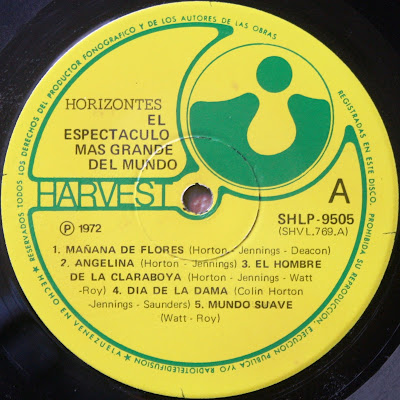 RESERVADOS TODOS LOS DERECHOS DEL PRODUCTOR FONOGRAFICO Y DE LOS AUTORES DE LAS OBRAS
REGISTRADAS EN ESTE DISCO. PROHIBIDA SU REPRODUCCION, EJECUCION PUBLICA Y/O RADIOTELEDIFUSION
★ HECHO EN VENEZUELA ★
HORIZONTES
EL
ESPECTACULO
MAS GRANDE
DEL MUNDO
HARVEST
A
Ⓟ 1972
SHLP-9505
(SHVL,769,A)
1. MAÑANA DE FLORES (Horton - Jennings - Deacon)
2. ANGELINA (Horton - Jennings) 3. EL HOMBRE
DE LA CLARABOYA (Horton - Jennings - Watt
-Roy) 4. DIA DE LA DAMA (Colin Horton
-Jennings - Saunders) 5. MUNDO SUAVE
(Watt - Roy)